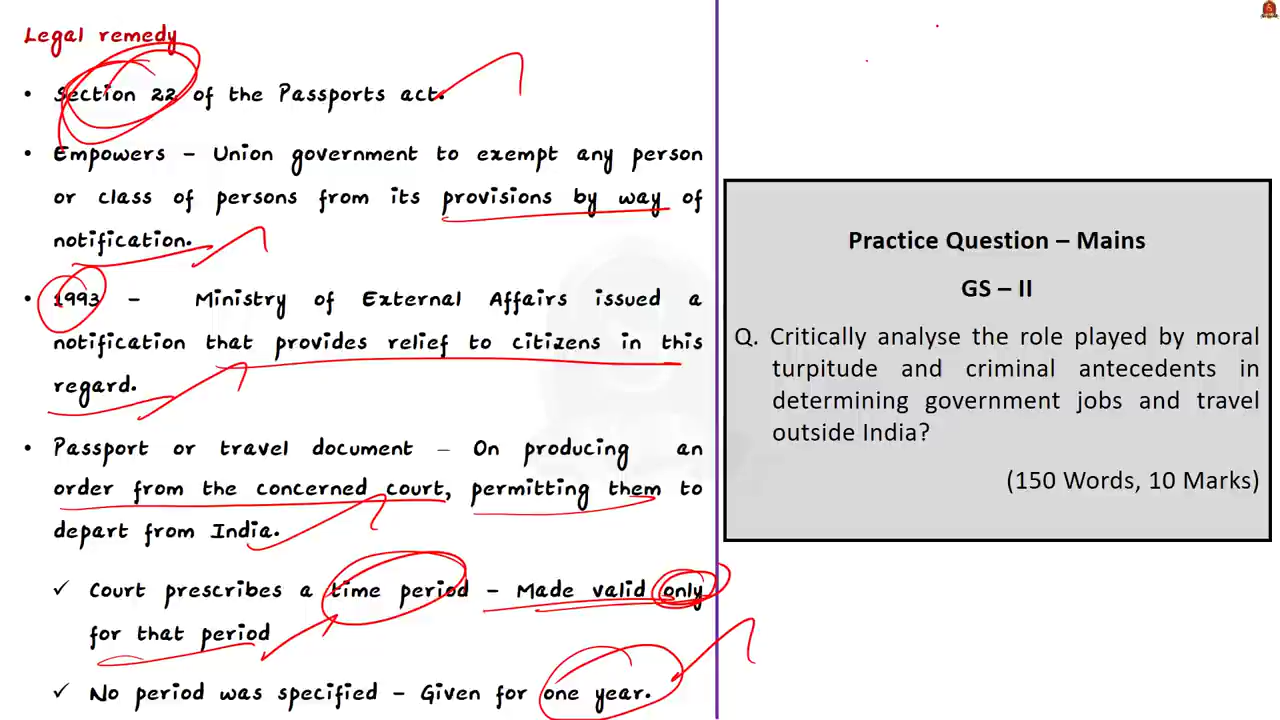 Legal remedy
• Section 22 of the Passports act.
• Empowers – Union government to exempt any person
or class of persons from its provisions by way of
notification.
• 1993 – Ministry of External Affairs issued a
notification that provides relief to citizens in this
regard.
• Passport or travel document – On producing an
order from the concerned court, permitting them to
depart from India.
✓ Court prescribes a time period – Made valid only
for that period
✓ No period was specified – Given for one year.
Practice Question – Mains
GS – II
Q. Critically analyse the role played by moral
turpitude and criminal antecedents in
determining government jobs and travel
outside India?
(150 Words, 10 Marks)